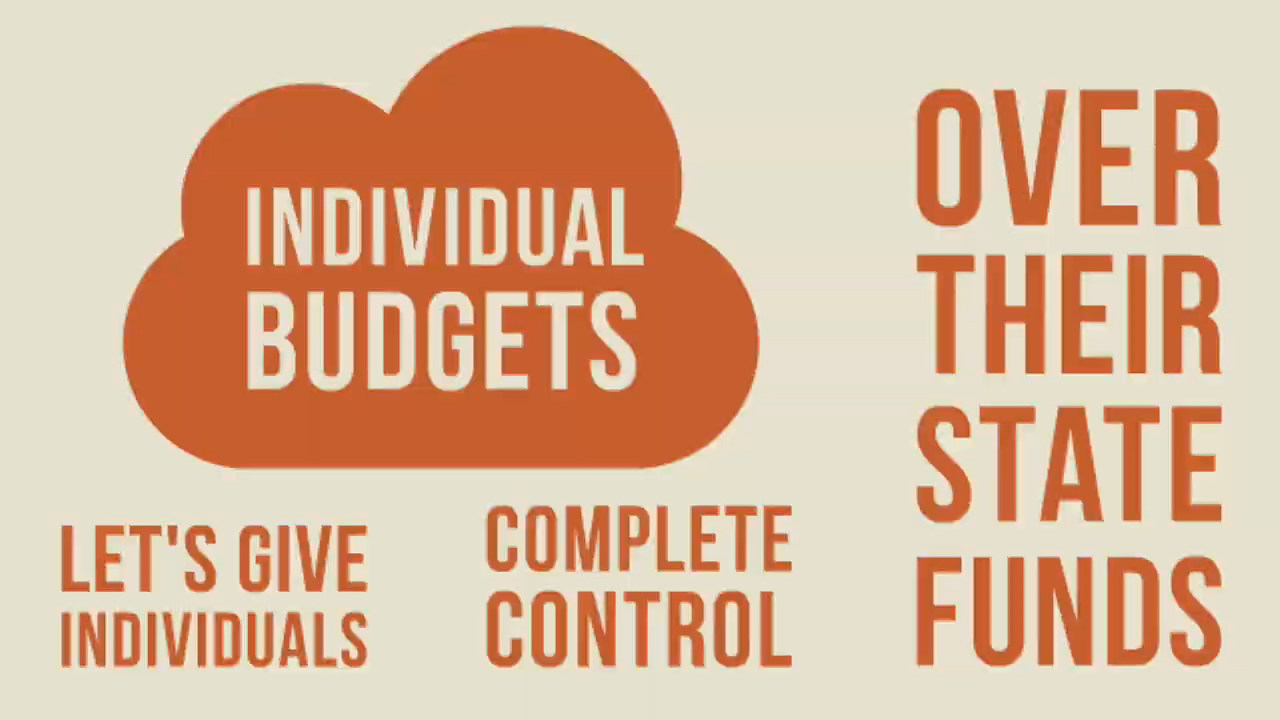 INDIVIDUAL
BUDGETS
LET'S GIVE
INDIVIDUALS
COMPLETE
CONTROL
OVER
THEIR
STATE
FUNDS